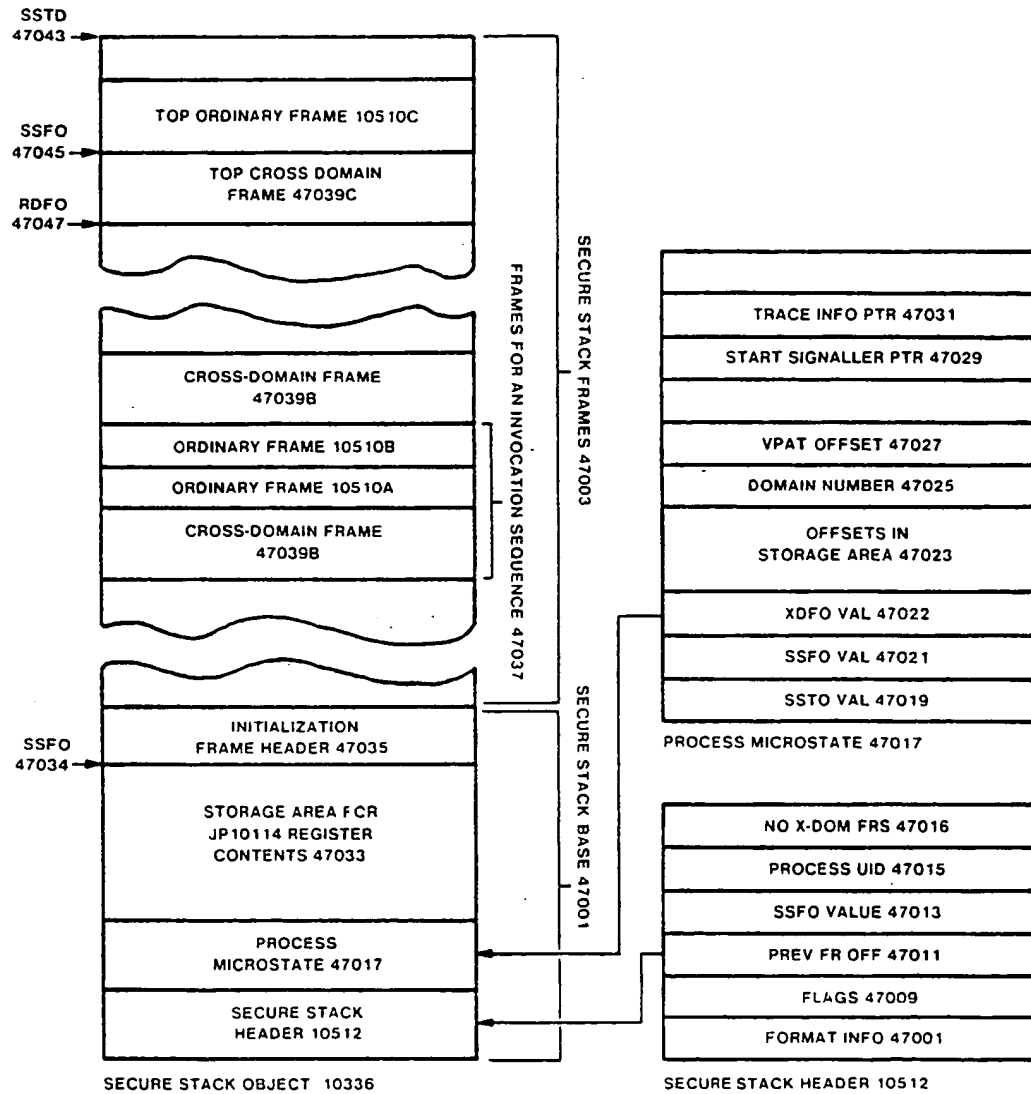 SSTD
47043
TOP ORDINARY FRAME 10510C
SSFO
47045
TOP CROSS DOMAIN
FRAME 47039C
RDFO
47047
CROSS-DOMAIN FRAME
47039B
ORDINARY FRAME 10510B
ORDINARY FRAME 10510A
CROSS-DOMAIN FRAME
47039B
FRAMES FOR AN INVOCATION SEQUENCE 47037
SECURE STACK FRAMES 47003
INITIALIZATION
FRAME HEADER 47035
SSFO
47034
STORAGE AREA FCR
JP10114 REGISTER
CONTENTS 47033
PROCESS
MICROSTATE 47017
SECURE STACK
HEADER 10512
SECURE STACK BASE 47001
SECURE STACK OBJECT 10336
TRACE INFO PTR 47031
START SIGNALLER PTR 47029
VPAT OFFSET 47027
DOMAIN NUMBER 47025
OFFSETS IN
STORAGE AREA 47023
XDFO VAL 47022
SSFO VAL 47021
SSTO VAL 47019
PROCESS MICROSTATE 47017
NO X-DOM FRS 47016
PROCESS UID 47015
SSFO VALUE 47013
PREV FR OFF 47011
FLAGS 47009
FORMAT INFO 47001
SECURE STACK HEADER 10512